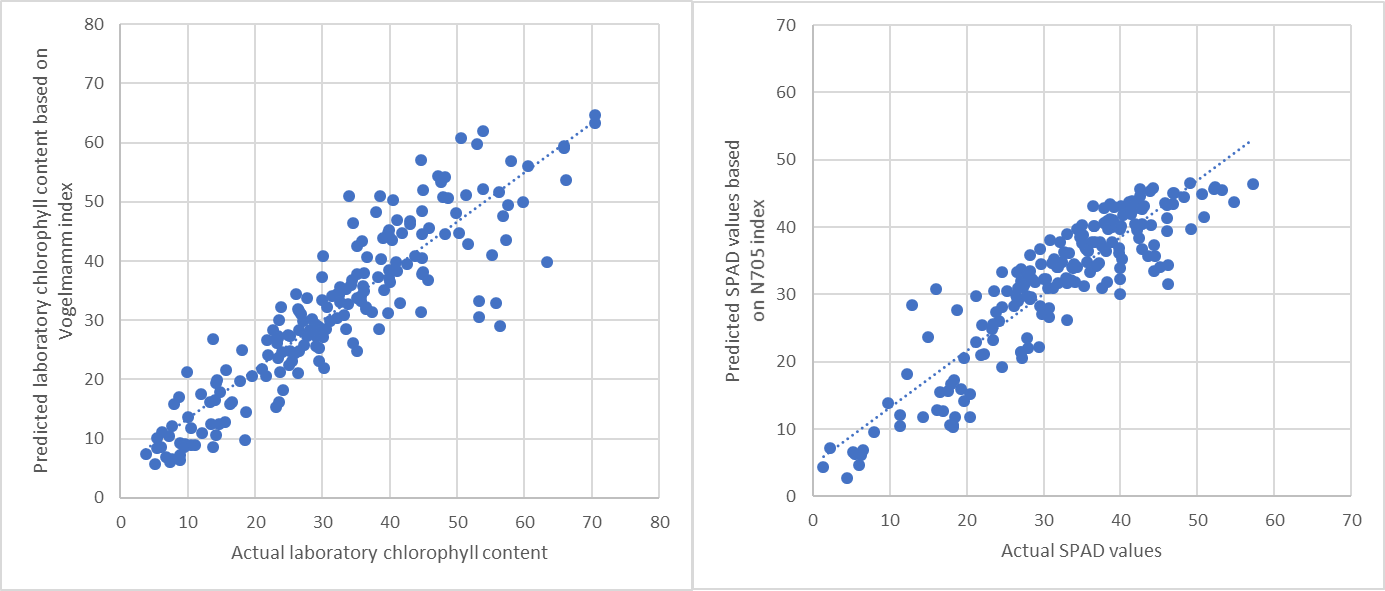 Predicted laboratory chlorophyll content based on
Vogelmamm index
80
70
60
50
40
30
20
10
0
0 10 20 30 40 50 60 70 80
Actual laboratory chlorophyll content
Predicted SPAD values based
on N705 index
70
60
50
40
30
20
10
0
0 10 20 30 40 50 60 70
Actual SPAD values